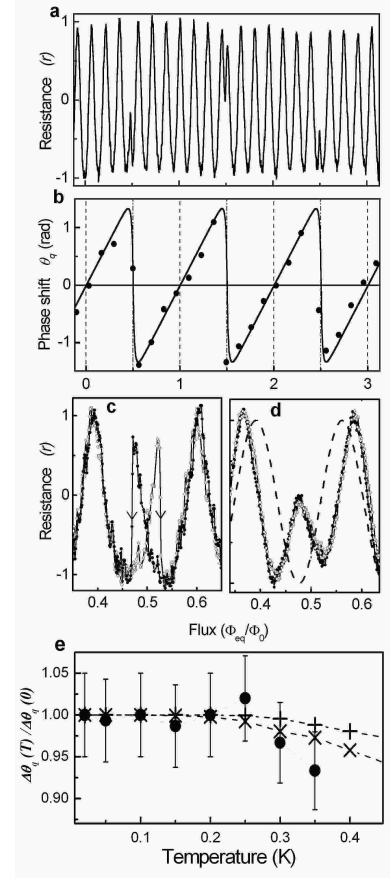 a
Resistance (r)
1
0
-1
b
Phase shift θq (rad)
1
0
-1
0 1 2 3
c
d
Resistance (r)
1
0
-1
0.4 0.5 0.6 0.4 0.5 0.6
Flux (Φeq/Φ0)
e
Δθq(T)/Δθq(0)
1.05
1.00
0.95
0.90
0.1 0.2 0.3 0.4
Temperature (K)